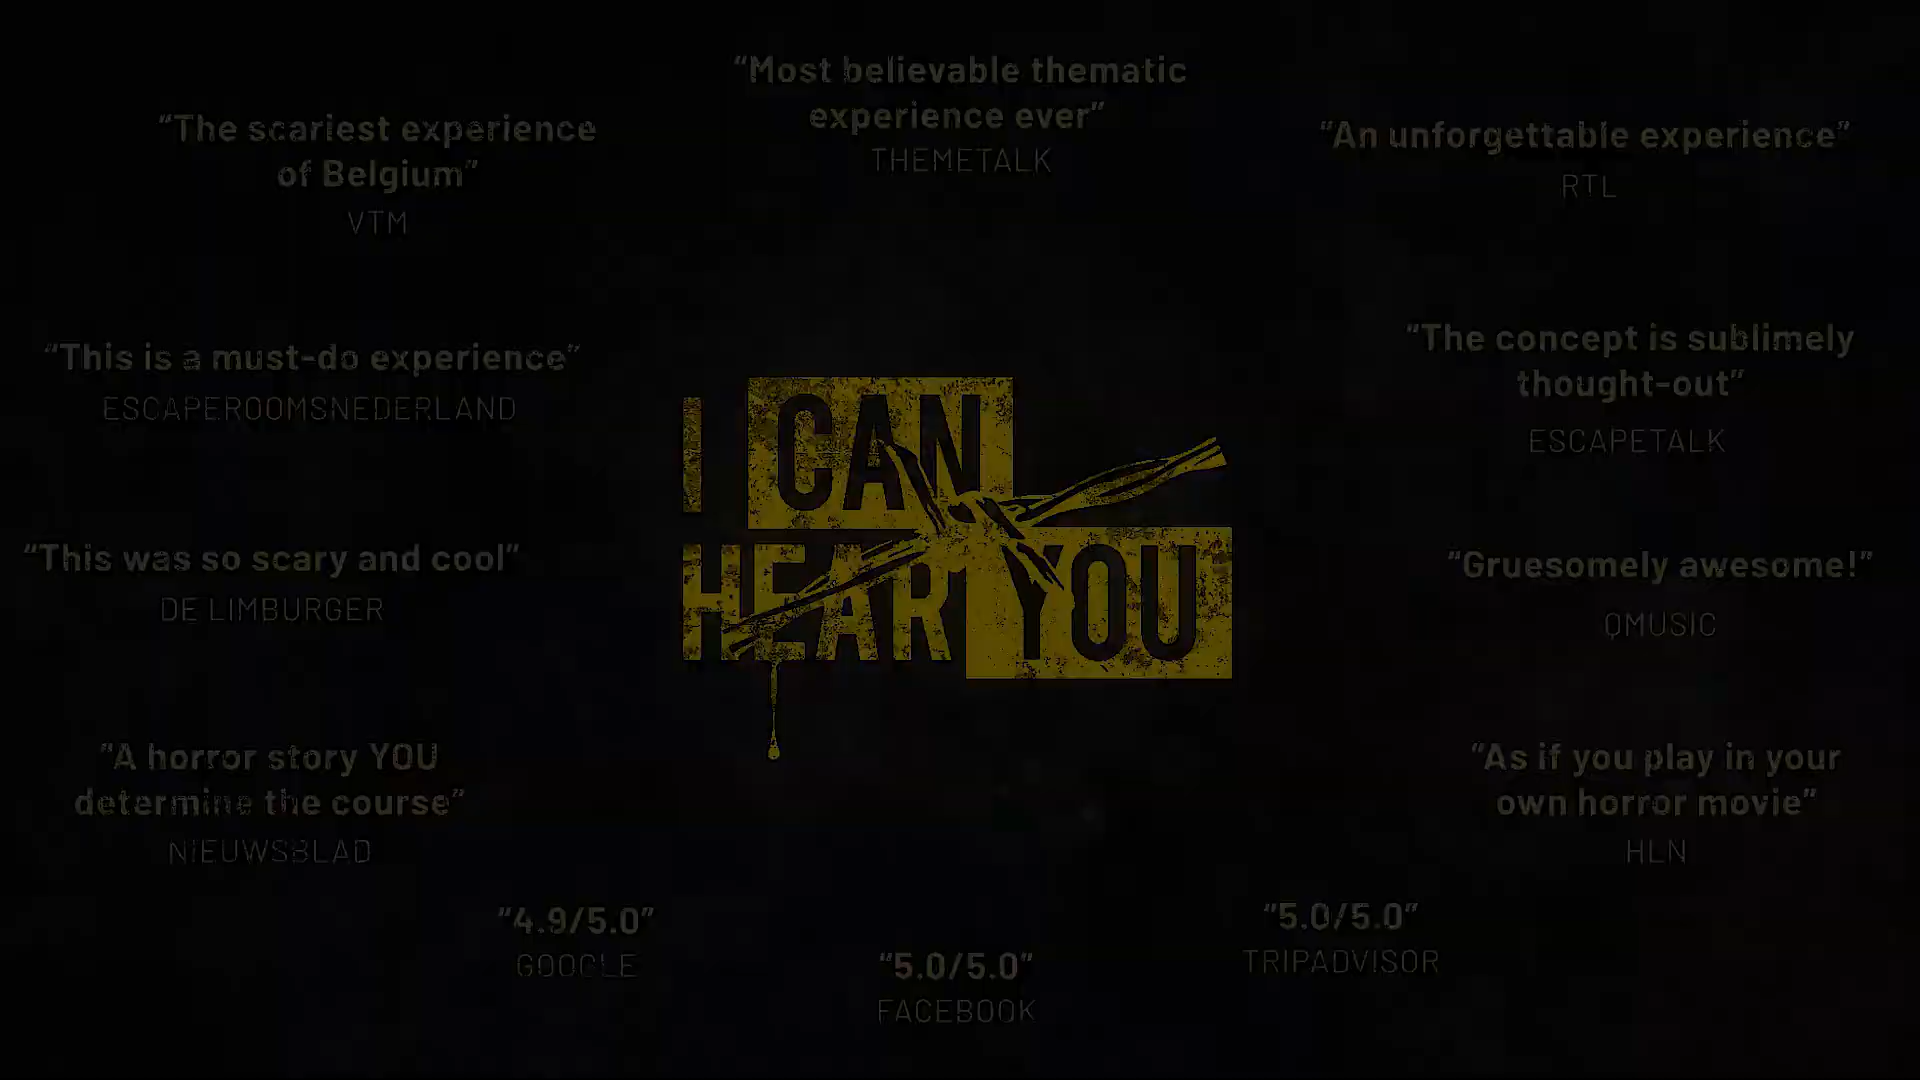 “Most believable thematic
experience ever”
THEMETALK
“The scariest experience
of Belgium”
VTM
“An unforgettable experience”
RTL
“This is a must-do experience”
ESCAPEROOMSNEDERLAND
“The concept is sublimely
thought-out”
ESCAPETALK
I CAN
HEAR YOU
“This was so scary and cool”
DE LIMBURGER
“Gruesomely awesome!”
QMUSIC
“A horror story YOU
determine the course”
NIEUWSBLAD
“As if you play in your
own horror movie”
HLN
“4.9/5.0”
GOOGLE
“5.0/5.0”
FACEBOOK
“5.0/5.0”
TRIPADVISOR